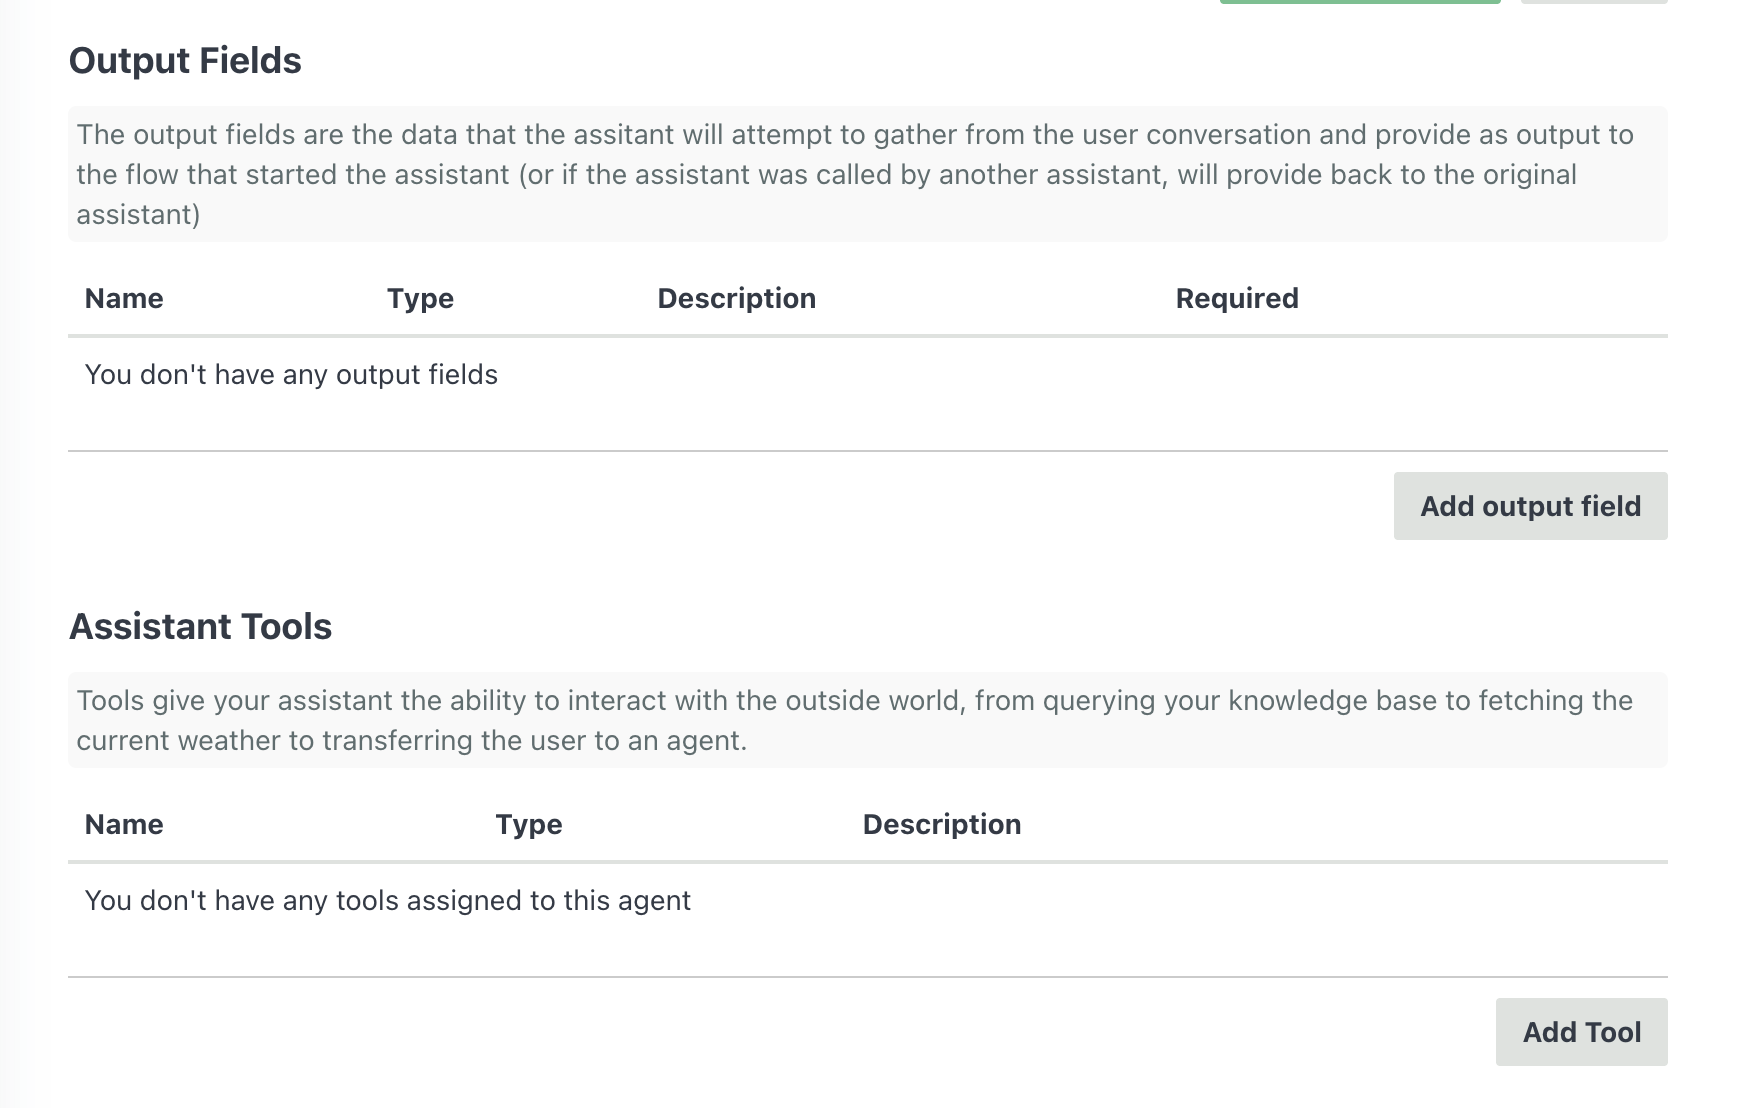 Output Fields
The output fields are the data that the assitant will attempt to gather from the user conversation and provide as output to
the flow that started the assistant (or if the assistant was called by another assistant, will provide back to the original
assistant)
Name Type Description Required
You don't have any output fields
Add output field
Assistant Tools
Tools give your assistant the ability to interact with the outside world, from querying your knowledge base to fetching the
current weather to transferring the user to an agent.
Name Type Description
You don't have any tools assigned to this agent
Add Tool